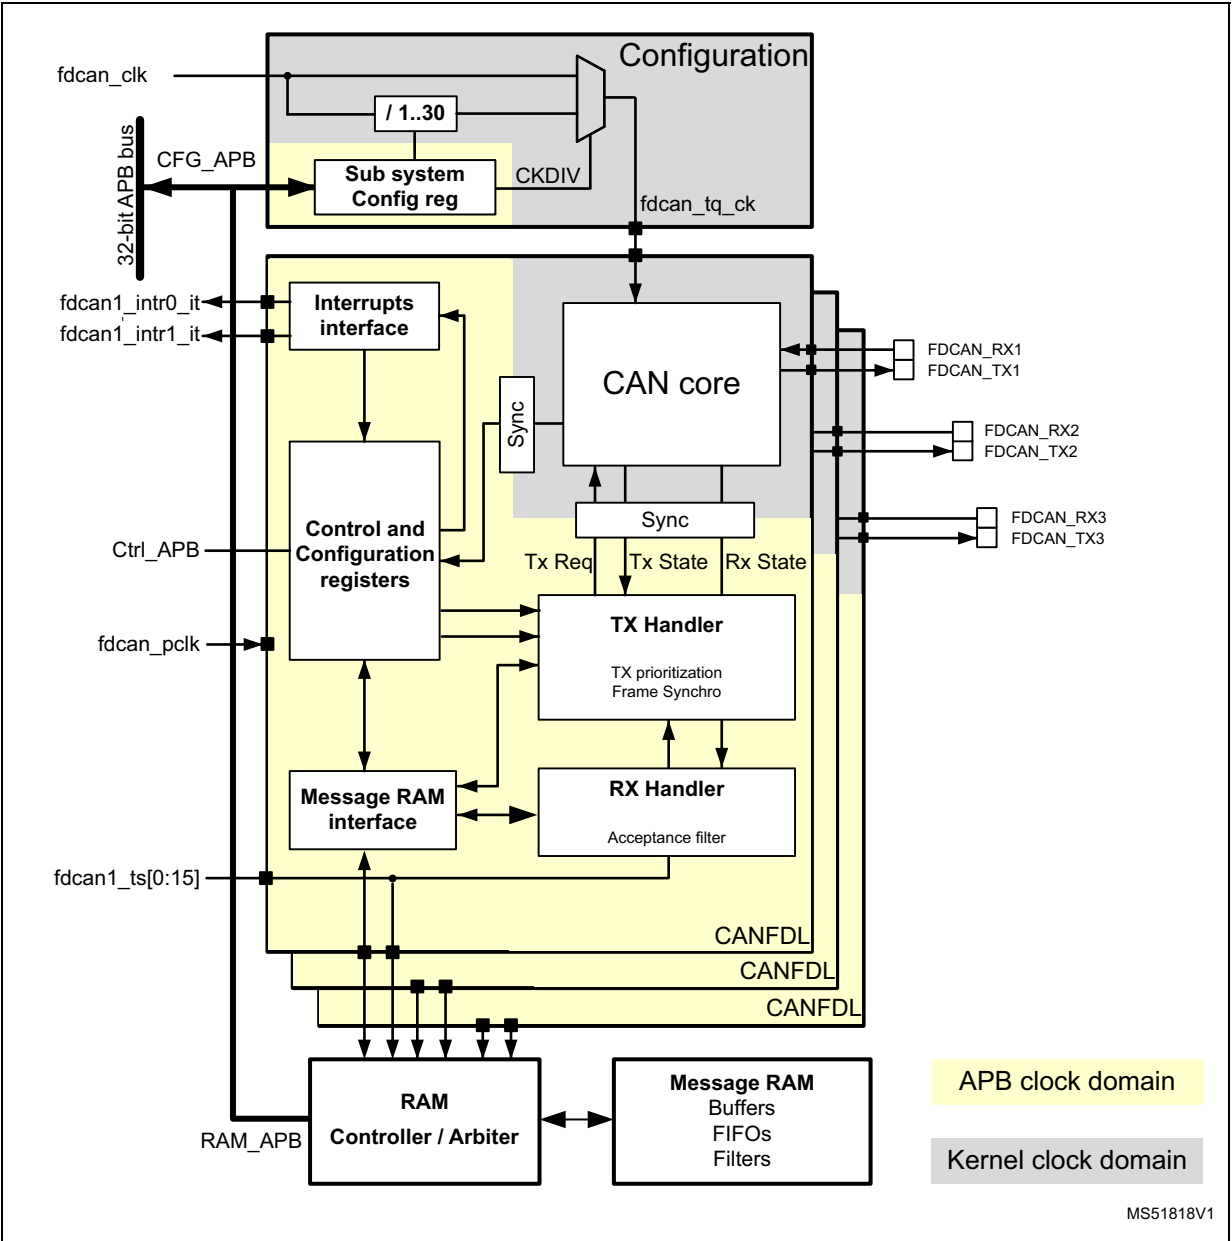 Configuration
fdcan_clk
/ 1..30
32-bit APB bus
CFG_APB
Sub system
Config reg
CKDIV
fdcan_tq_ck
fdcan1_intr0_it
fdcan1_intr1_it
Interrupts
interface
CAN core
FDCAN_RX1
FDCAN_TX1
Sync
FDCAN_RX2
FDCAN_TX2
Sync
FDCAN_RX3
FDCAN_TX3
Control and
Configuration
registers
Ctrl_APB
Tx Req
Tx State
Rx State
TX Handler
TX prioritization
Frame Synchro
fdcan_pclk
Message RAM
interface
RX Handler
Acceptance filter
fdcan1_ts[0:15]
CANFDL
CANFDL
CANFDL
RAM
Controller / Arbiter
RAM_APB
Message RAM
Buffers
FIFOs
Filters
APB clock domain
Kernel clock domain
MS51818V1